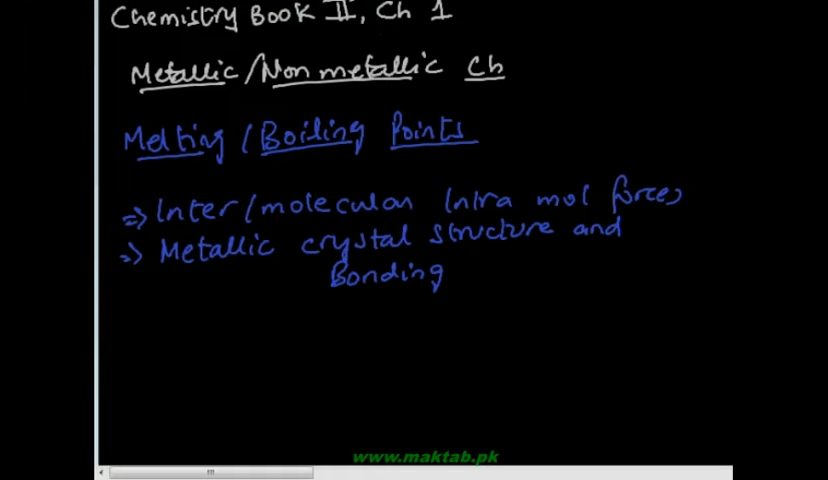 Chemistry Book II, Ch 1
Metallic/Non metallic Ch
Melting / Boiling Points
=> Inter/molecular Intra mol forces
=> Metallic crystal structure and
Bonding
www.maktab.pk